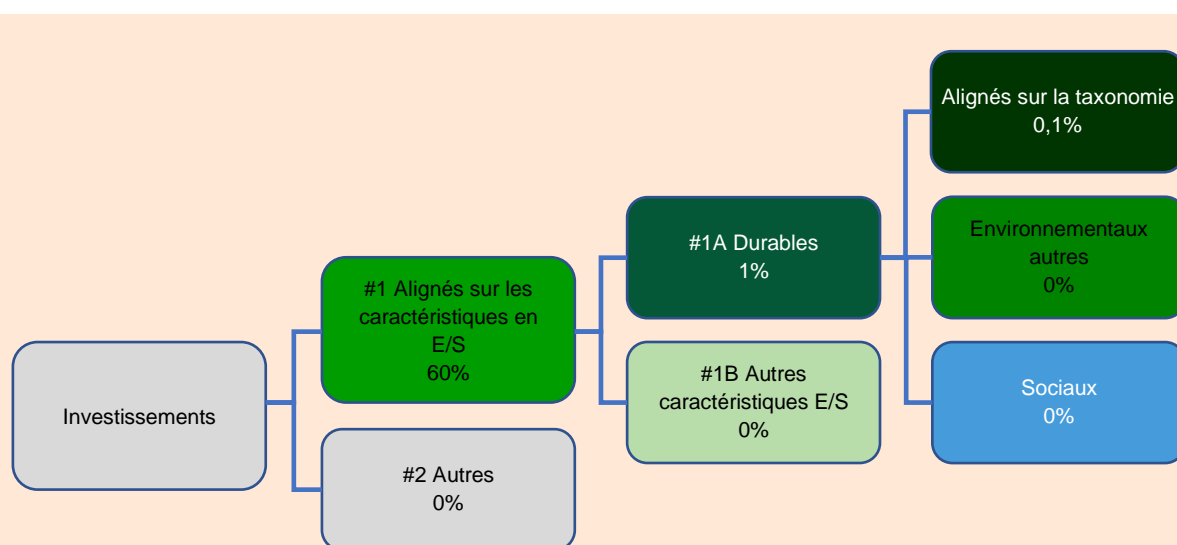 Investissements
#1 Alignés sur les
caractéristiques en
E/S
60%
#2 Autres
0%
#1A Durables
1%
#1B Autres
caractéristiques E/S
0%
Alignés sur la taxonomie
0,1%
Environnementaux
autres
0%
Sociaux
0%